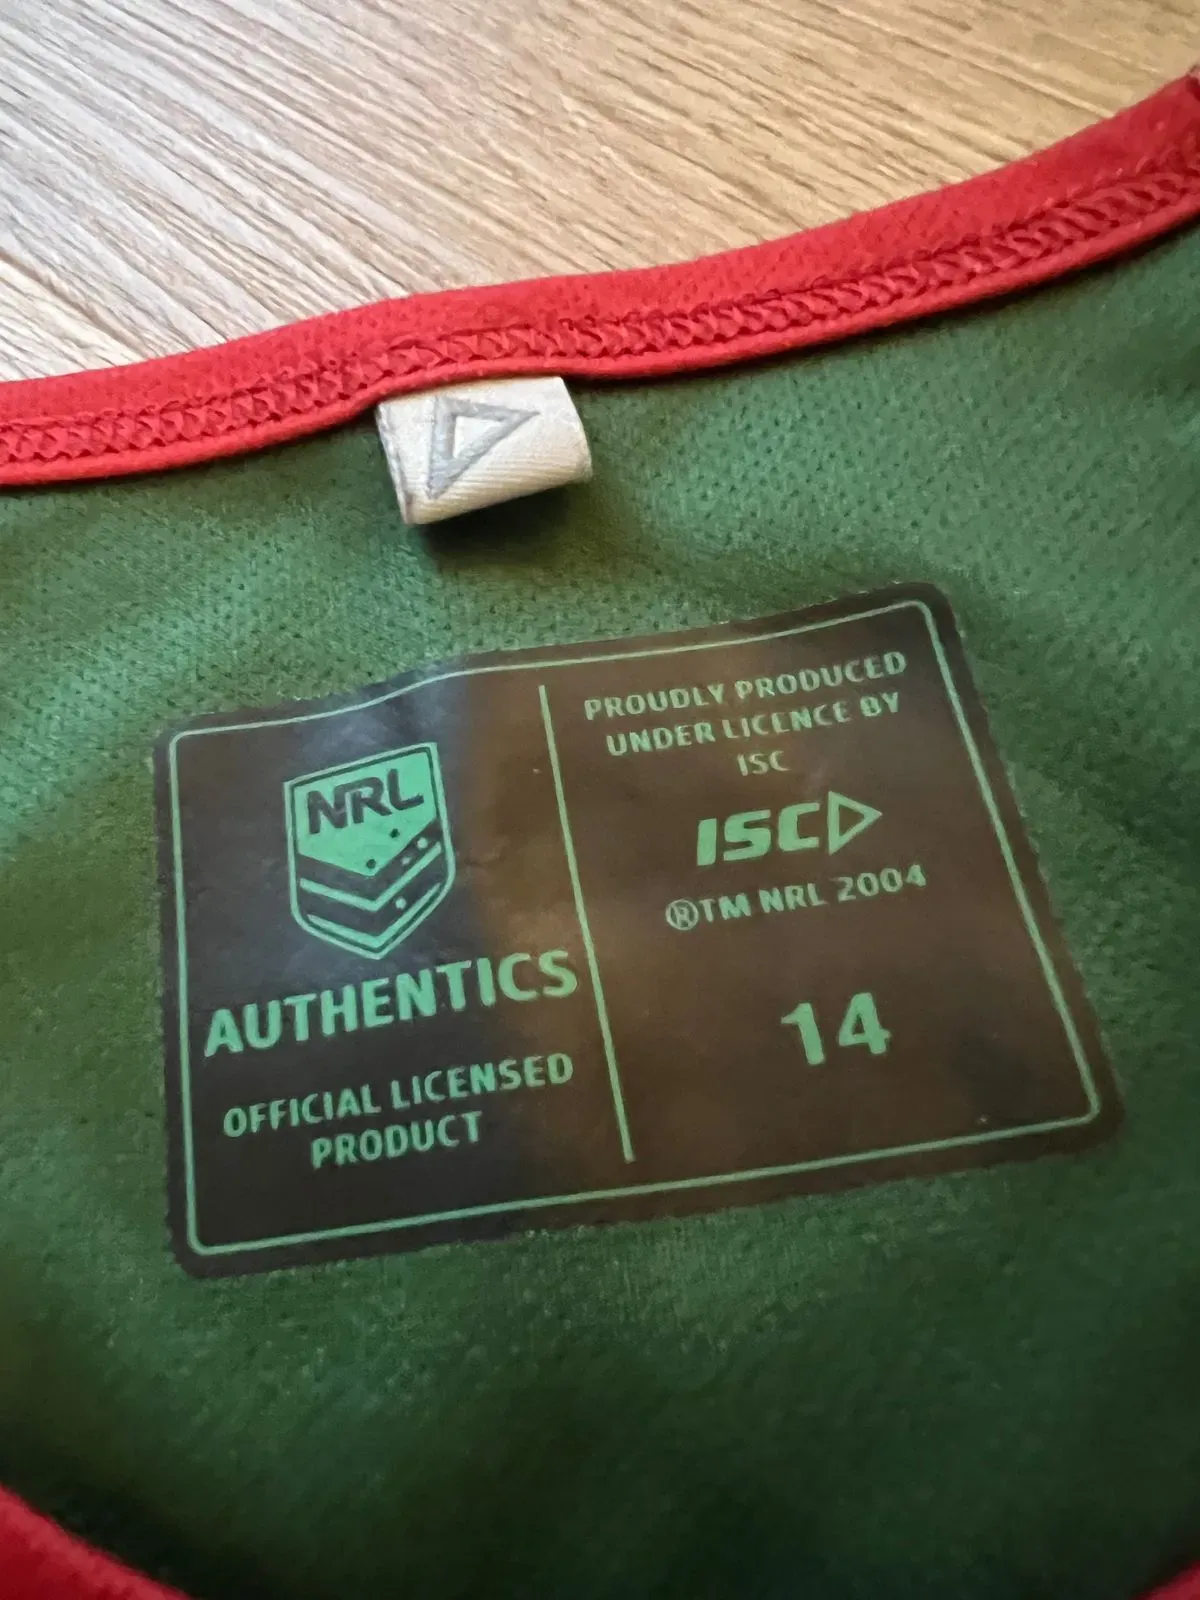 NRL
AUTHENTICS
OFFICIAL LICENSED
PRODUCT
PROUDLY PRODUCED
UNDER LICENCE BY
ISC
ISC
®TM NRL 2004
14